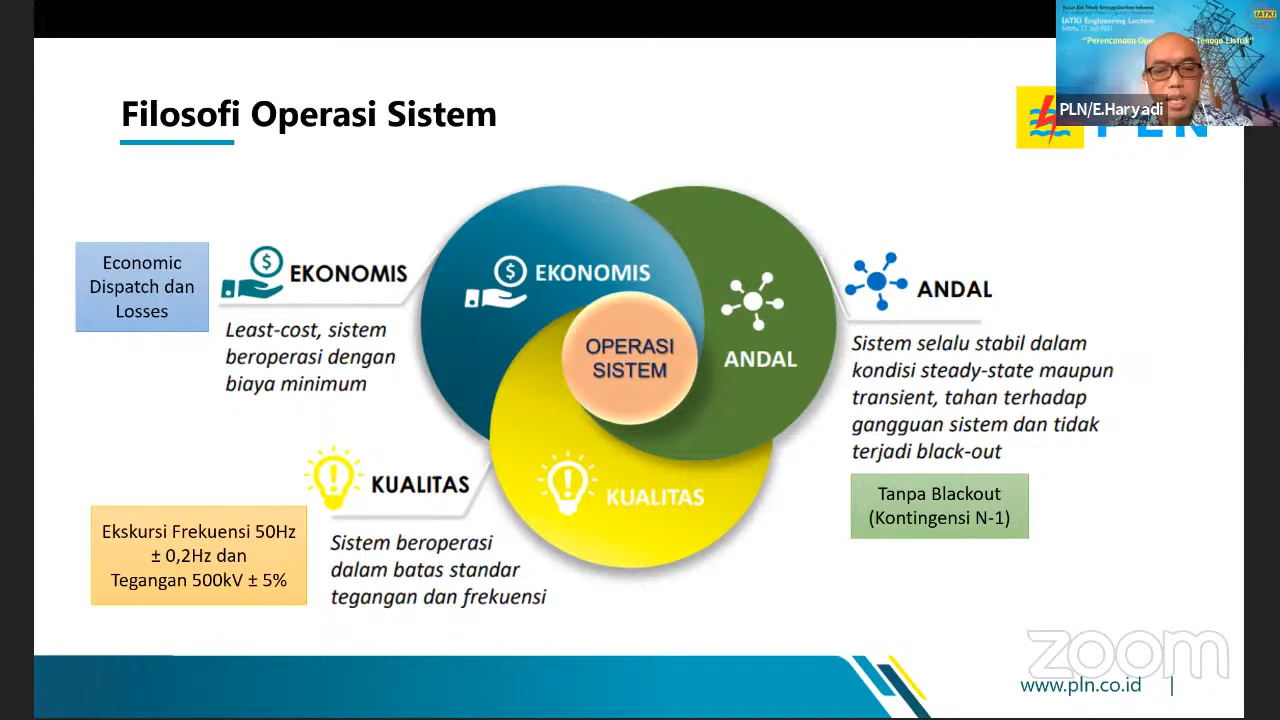 IATKI Engineering Lecture
IATKI
PLN/E.Haryadi
Filosofi Operasi Sistem
PLN
Economic
Dispatch dan
Losses
EKONOMIS
Least-cost, sistem
beroperasi dengan
biaya minimum
EKONOMIS
OPERASI
SISTEM
ANDAL
KUALITAS
ANDAL
Sistem selalu stabil dalam
kondisi steady-state maupun
transient, tahan terhadap
gangguan sistem dan tidak
terjadi black-out
Tanpa Blackout
(Kontingensi N-1)
KUALITAS
Sistem beroperasi
dalam batas standar
tegangan dan frekuensi
Ekskursi Frekuensi 50Hz
± 0,2Hz dan
Tegangan 500kV ± 5%
zoom
www.pln.co.id |